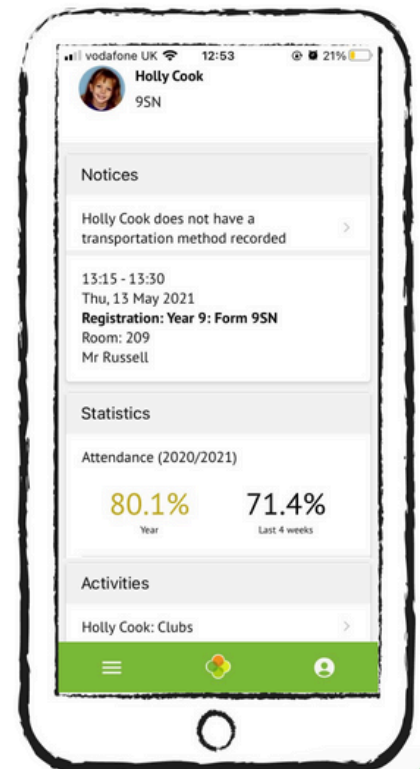 vodafone UK 12:53 21%
Holly Cook
9SN
Notices
Holly Cook does not have a
transportation method recorded
13:15 - 13:30
Thu, 13 May 2021
Registration: Year 9: Form 9SN
Room: 209
Mr Russell
Statistics
Attendance (2020/2021)
80.1% 71.4%
Year Last 4 weeks
Activities
Holly Cook: Clubs